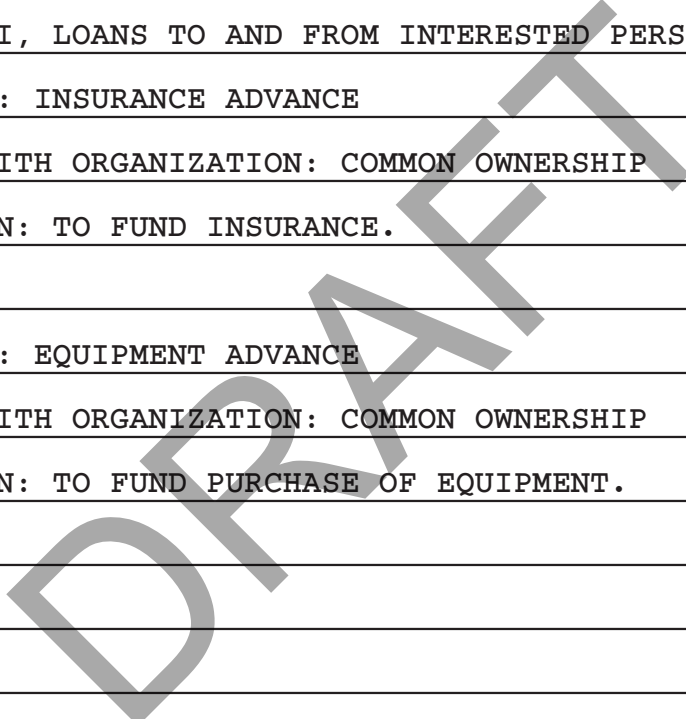 I, LOANS TO AND FROM INTERESTED PERS
: INSURANCE ADVANCE
ITH ORGANIZATION: COMMON OWNERSHIP
N: TO FUND INSURANCE.
: EQUIPMENT ADVANCE
ITH ORGANIZATION: COMMON OWNERSHIP
N: TO FUND PURCHASE OF EQUIPMENT.
DRAFT